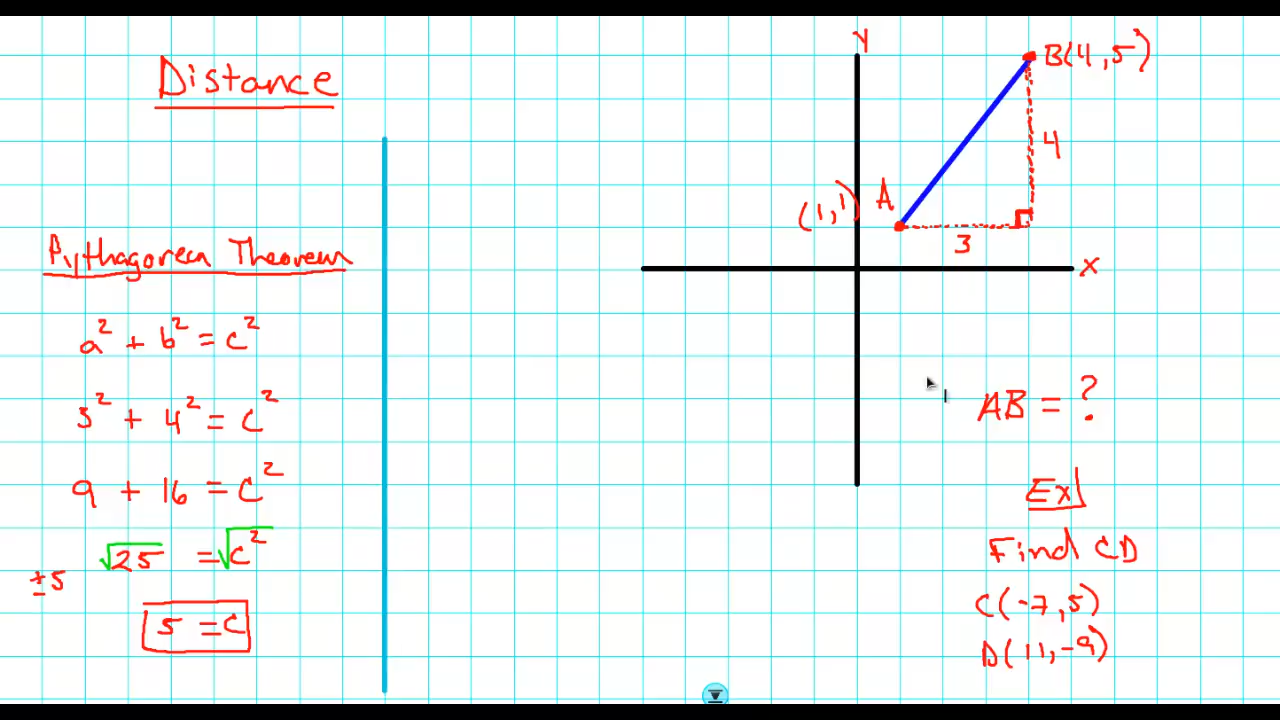 Distance
Pythagorean Theorem
a² + b² = c²
3² + 4² = c²
9 + 16 = c²
√25 = √c²
±5
5 = c
y
B(4,5)
4
A
(1,1)
3
x
AB = ?
Ex
Find CD
C(-7,5)
D(11,-9)